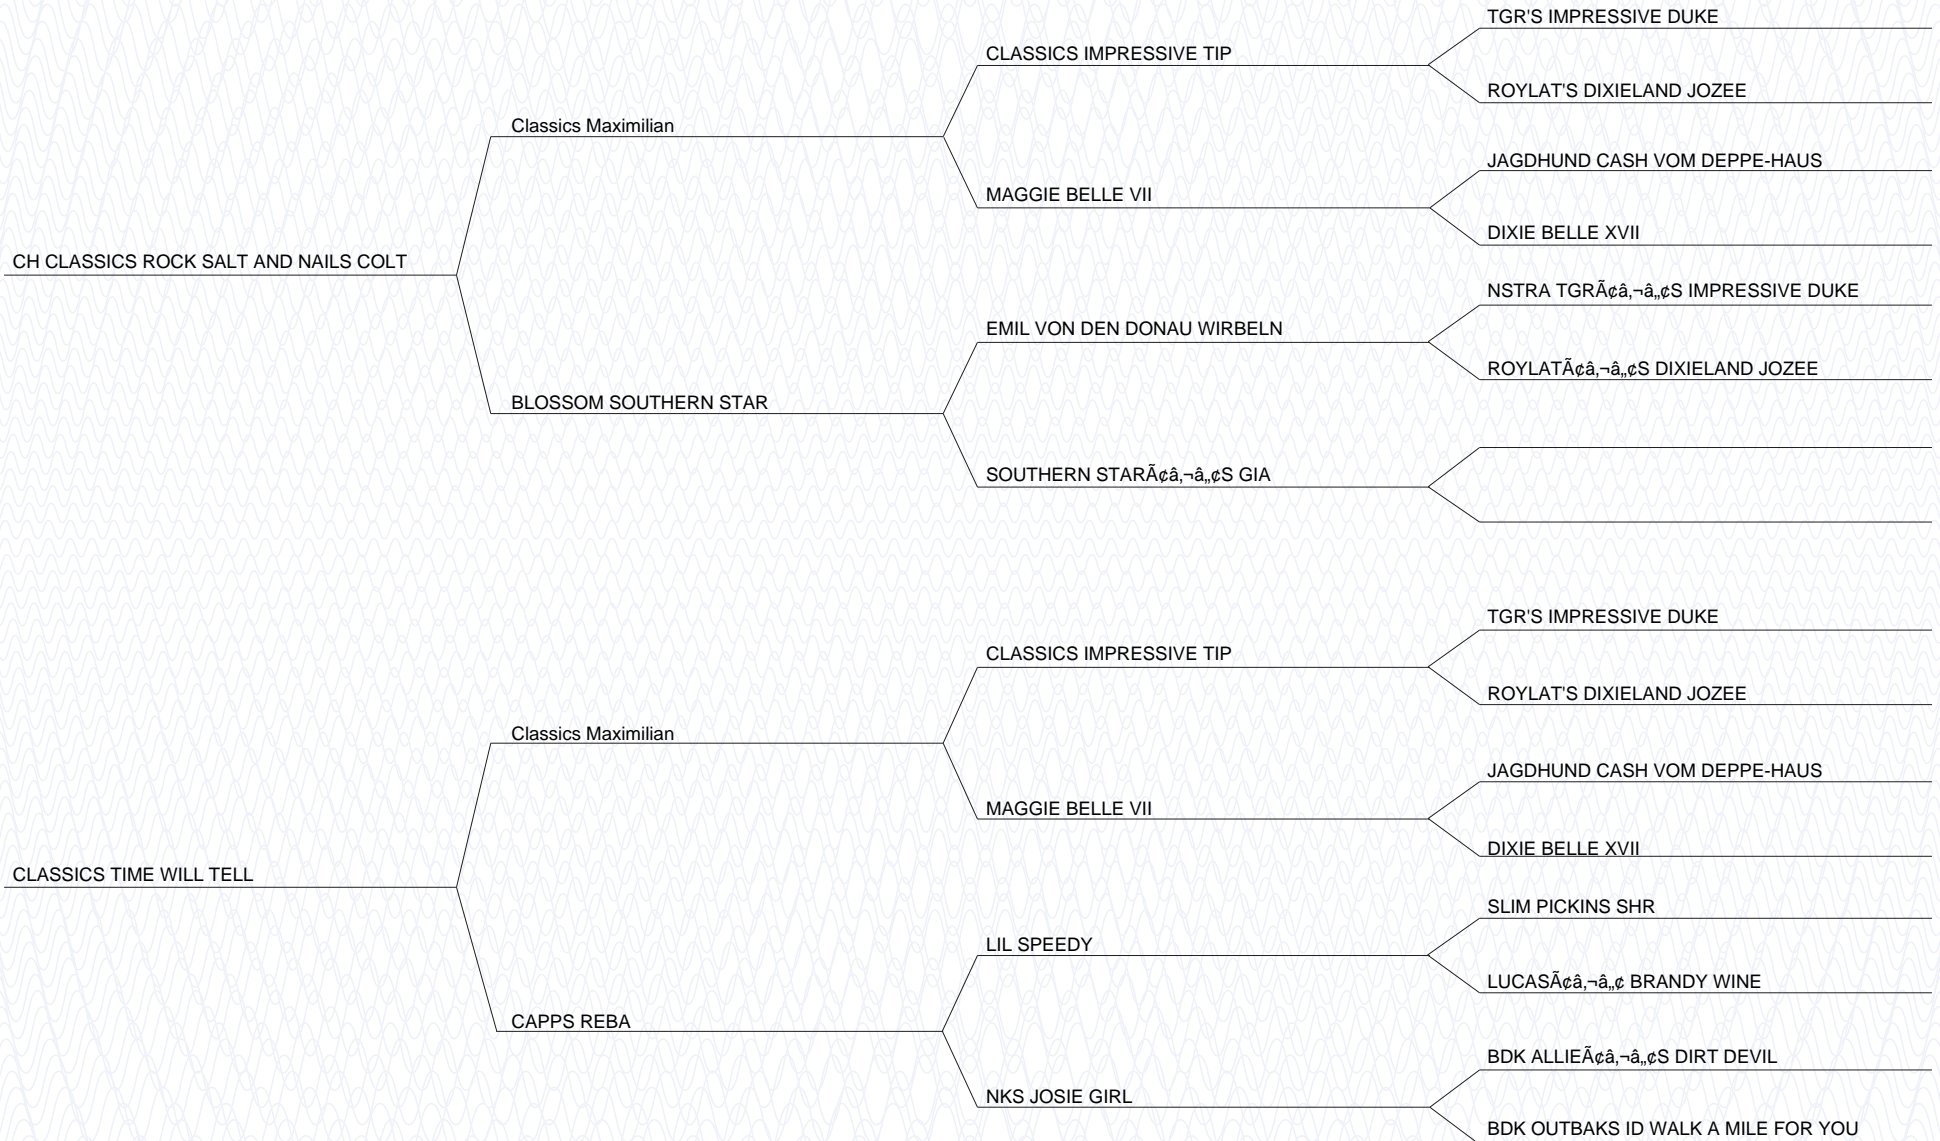 TGR'S IMPRESSIVE DUKE
CLASSICS IMPRESSIVE TIP
ROYLAT'S DIXIELAND JOZEE
Classics Maximilian
JAGDHUND CASH VOM DEPPE-HAUS
MAGGIE BELLE VII
DIXIE BELLE XVII
CH CLASSICS ROCK SALT AND NAILS COLT
NSTRA TGRÃ¢â‚¬â„¢S IMPRESSIVE DUKE
EMIL VON DEN DONAU WIRBELN
ROYLATÃ¢â‚¬â„¢S DIXIELAND JOZEE
BLOSSOM SOUTHERN STAR
SOUTHERN STARÃ¢â‚¬â„¢S GIA
TGR'S IMPRESSIVE DUKE
CLASSICS IMPRESSIVE TIP
ROYLAT'S DIXIELAND JOZEE
Classics Maximilian
JAGDHUND CASH VOM DEPPE-HAUS
MAGGIE BELLE VII
DIXIE BELLE XVII
CLASSICS TIME WILL TELL
SLIM PICKINS SHR
LIL SPEEDY
LUCASÃ¢â‚¬â„¢ BRANDY WINE
CAPPS REBA
BDK ALLIEÃ¢â‚¬â„¢S DIRT DEVIL
NKS JOSIE GIRL
BDK OUTBAKS ID WALK A MILE FOR YOU